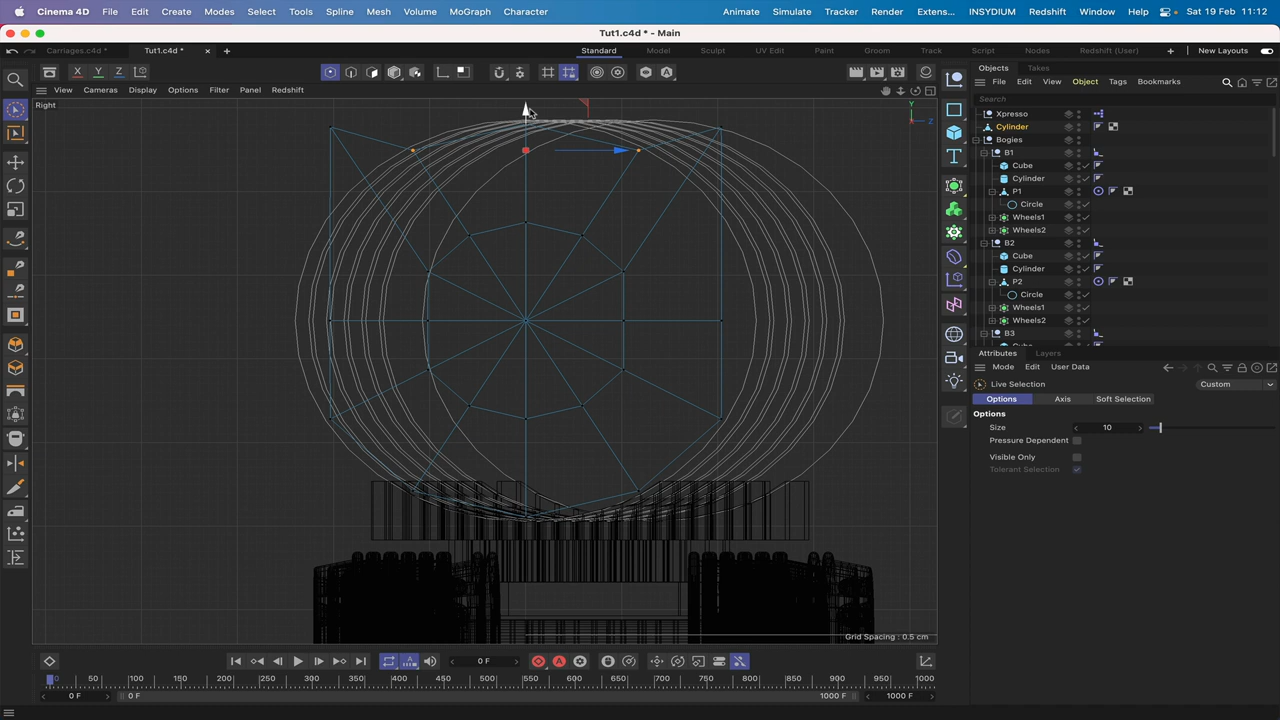 Cinema 4D File Edit Create Modes Select Tools Spline Mesh Volume MoGraph Character Animate Simulate Tracker Render Extens... INSYDIUM Redshift Window Help Sat 19 Feb 11:12
Tut1.c4d * - Main
Carriages.c4d * Tut1.c4d * Standard Model Sculpt UV Edit Paint Groom Track Script Nodes Redshift (User) New Layouts
X Y Z
Objects Takes
View Cameras Display Options Filter Panel Redshift
File Edit View Object Tags Bookmarks
Search
Right
Y
Z
Xpresso
Cylinder
Bogies
B1
Cube
Cylinder
P1
Circle
Wheels1
Wheels2
B2
Cube
Cylinder
P2
Circle
Wheels1
Wheels2
B3
Attributes Layers
Mode Edit User Data
Live Selection Custom
Options Axis Soft Selection
Options
Size 10
Pressure Dependent
Visible Only
Tolerant Selection
Grid Spacing : 0.5 cm
0 F
50 100 150 200 250 300 350 400 450 500 550 600 650 700 750 800 850 900 950 1000
0 F 0 F 1000 F 1000 F